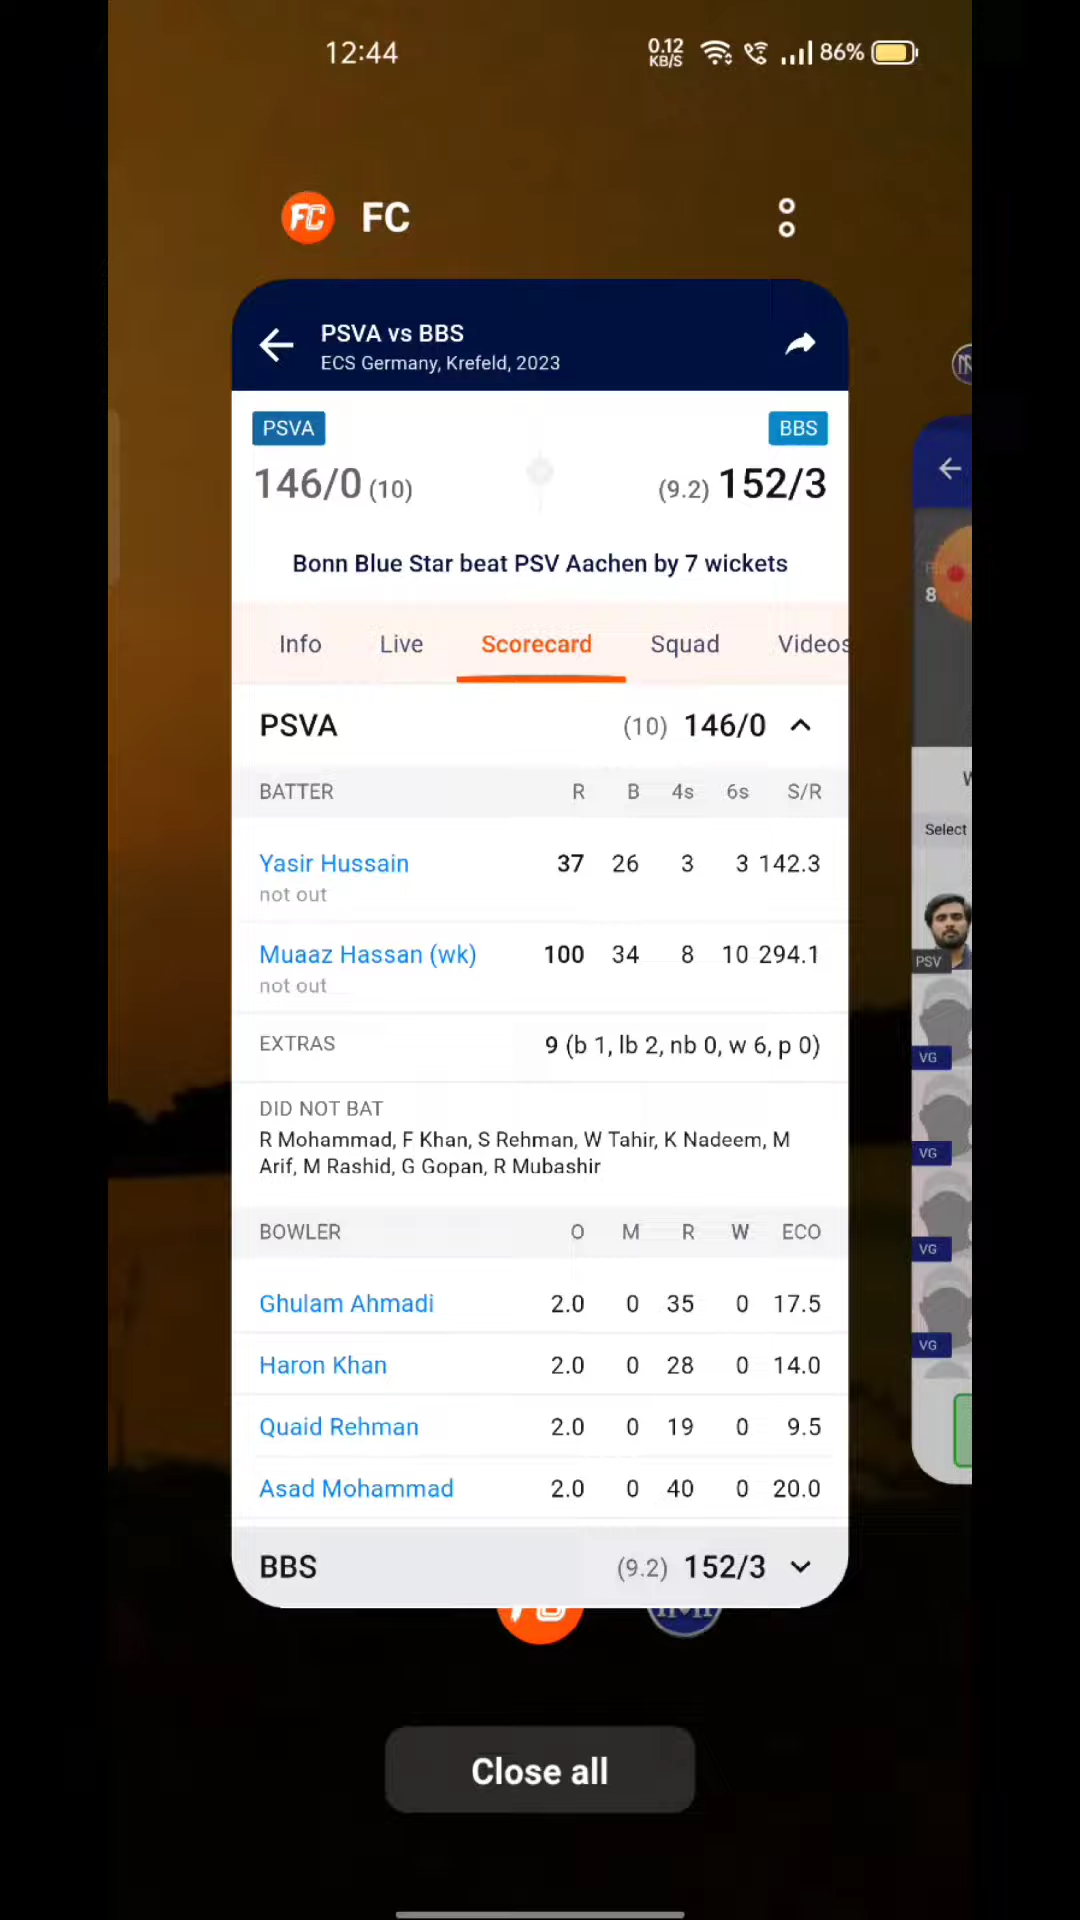 12:44
0.12
KB/S
86%
FC FC
PSVA vs BBS
ECS Germany, Krefeld, 2023
PSVA BBS
146/0 (10) (9.2) 152/3
Bonn Blue Star beat PSV Aachen by 7 wickets
Info Live Scorecard Squad Videos
PSVA (10) 146/0
BATTER R B 4s 6s S/R
Yasir Hussain 37 26 3 3 142.3
not out
Muaaz Hassan (wk) 100 34 8 10 294.1
not out
EXTRAS 9 (b 1, lb 2, nb 0, w 6, p 0)
DID NOT BAT
R Mohammad, F Khan, S Rehman, W Tahir, K Nadeem, M
Arif, M Rashid, G Gopan, R Mubashir
BOWLER O M R W ECO
Ghulam Ahmadi 2.0 0 35 0 17.5
Haron Khan 2.0 0 28 0 14.0
Quaid Rehman 2.0 0 19 0 9.5
Asad Mohammad 2.0 0 40 0 20.0
BBS (9.2) 152/3
8
Select
PSV
VG
VG
VG
VG
Close all